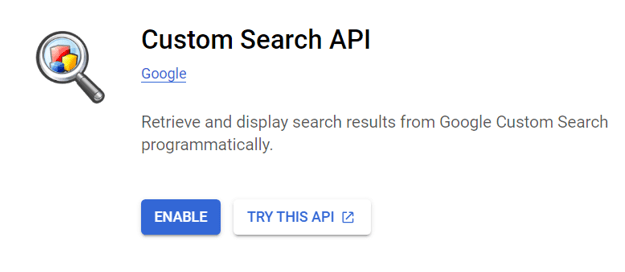 Custom Search API
Google
Retrieve and display search results from Google Custom Search
programmatically.
ENABLE
TRY THIS API